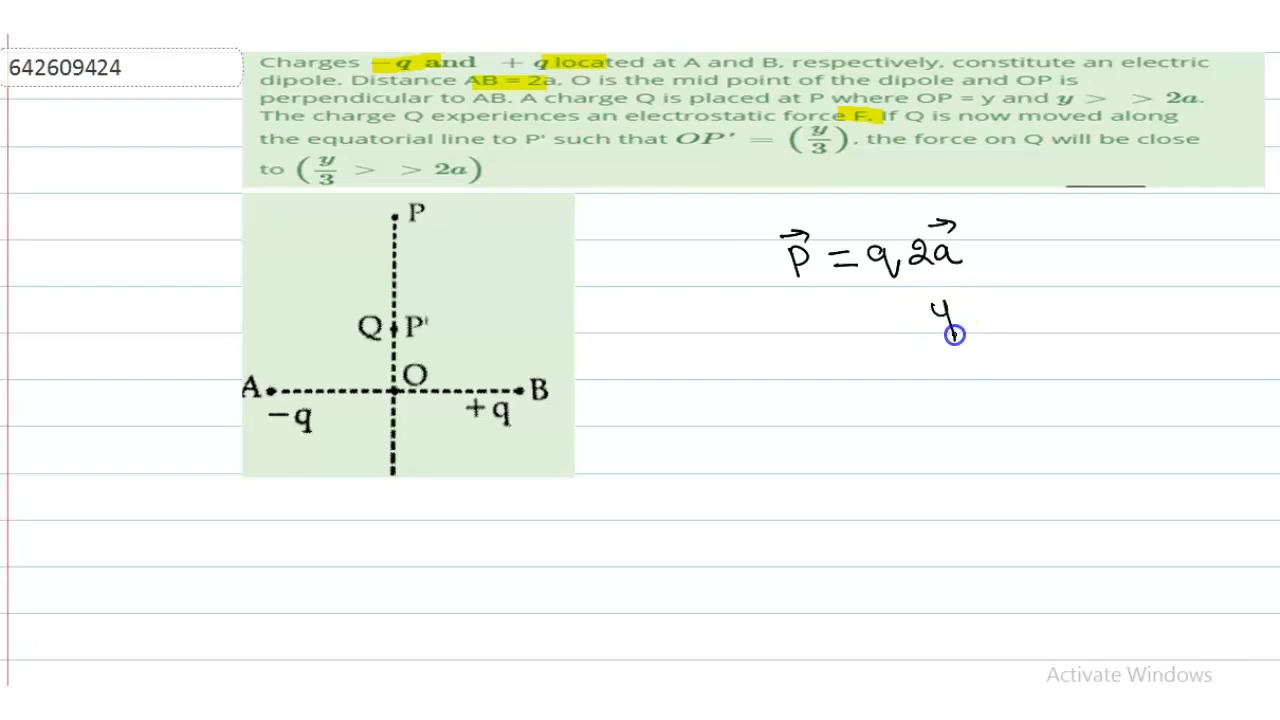 642609424
Charges −q and +q located at A and B, respectively, constitute an electric
dipole. Distance AB = 2a. O is the mid point of the dipole and OP is
perpendicular to AB. A charge Q is placed at P where OP = y and y > > 2a.
The charge Q experiences an electrostatic force F. If Q is now moved along
the equatorial line to P' such that OP' = (y/3), the force on Q will be close
to (y/3 > > 2a)
P
Q P'
A O B
−q +q
p⃗ = q 2a⃗
y
Activate Windows